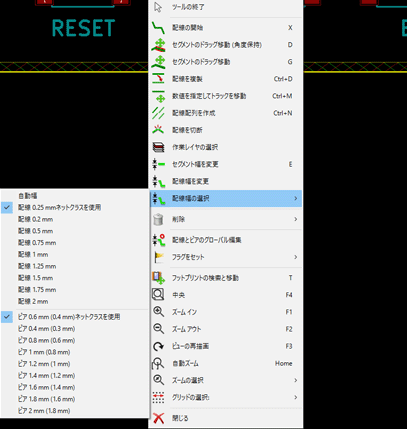 RESET
E
ツールの終了
配線の開始 X
セグメントのドラッグ移動 (角度保持) D
セグメントのドラッグ移動 G
配線を複製 Ctrl+D
数値を指定してトラックを移動 Ctrl+M
配線配列を作成 Ctrl+N
配線を切断
作業レイヤの選択
セグメント幅を変更 E
配線幅を変更
配線幅の選択
削除
配線とビアのグローバル編集
フラグをセット
フットプリントの検索と移動 T
中央 F4
ズーム イン F1
ズーム アウト F2
ビューの再描画 F3
自動ズーム Home
ズームの選択
グリッドの選択:
閉じる
自動幅
配線 0.25 mmネットクラスを使用
配線 0.2 mm
配線 0.5 mm
配線 0.75 mm
配線 1 mm
配線 1.25 mm
配線 1.5 mm
配線 1.75 mm
配線 2 mm
ビア 0.6 mm (0.4 mm)ネットクラスを使用
ビア 0.4 mm (0.3 mm)
ビア 0.8 mm (0.6 mm)
ビア 1 mm (0.8 mm)
ビア 1.2 mm (1 mm)
ビア 1.4 mm (1.2 mm)
ビア 1.6 mm (1.4 mm)
ビア 1.8 mm (1.6 mm)
ビア 2 mm (1.8 mm)